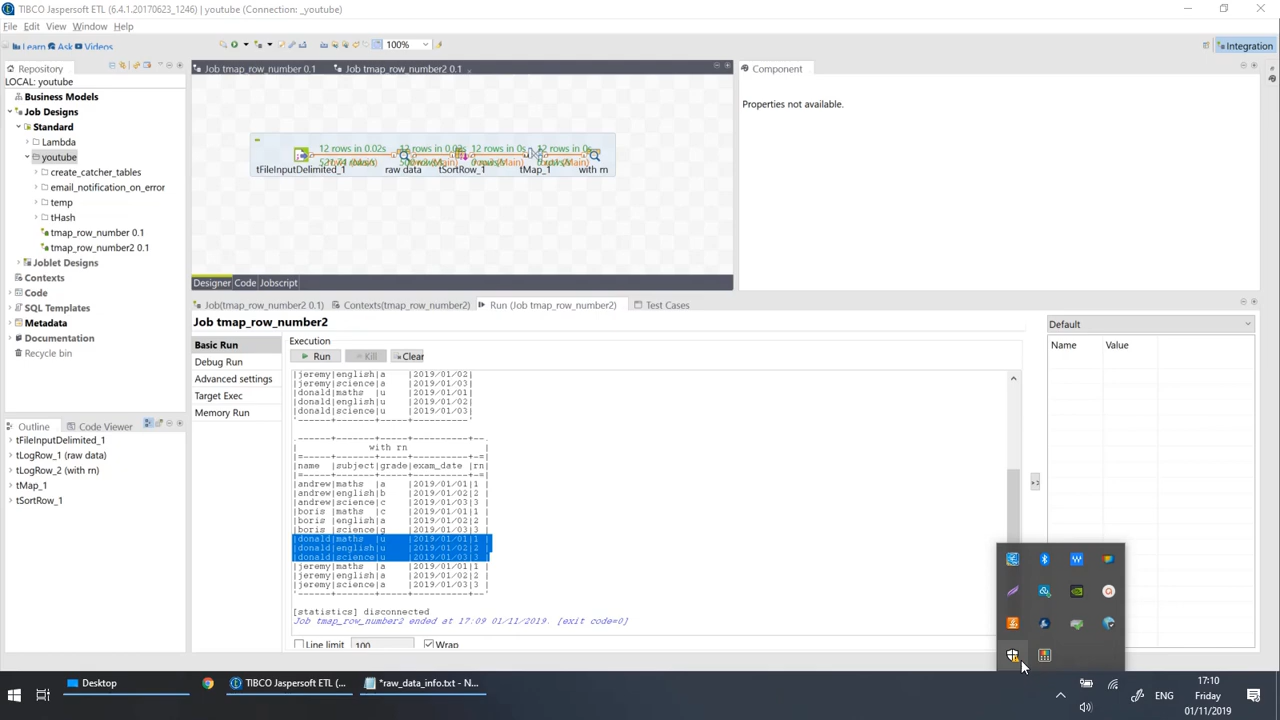 TIBCO Jaspersoft ETL (6.4.1.20170623_1246) | youtube (Connection: _youtube)
File Edit View Window Help
Learn Ask Videos
100%
Integration
Repository
Job tmap_row_number 0.1
Job tmap_row_number2 0.1
Component
LOCAL: youtube
Properties not available.
Business Models
Job Designs
Standard
Lambda
youtube
create_catcher_tables
email_notification_on_error
temp
tHash
tmap_row_number 0.1
tmap_row_number2 0.1
Joblet Designs
Contexts
Code
SQL Templates
Metadata
Documentation
Recycle bin
12 rows in 0.02s
12 rows in 0.02s
12 rows in 0s
12 rows in 0s
tFileInputDelimited_1 raw data tSortRow_1 tMap_1 with rn
Designer Code Jobscript
Job(tmap_row_number2 0.1) Contexts(tmap_row_number2) Run (Job tmap_row_number2) Test Cases
Job tmap_row_number2
Basic Run
Debug Run
Advanced settings
Target Exec
Memory Run
Execution
Run Kill Clear
Default
Name Value
|jeremy|english|a |2019/01/02|
|jeremy|science|a |2019/01/03|
|donald|maths |u |2019/01/01|
|donald|english|u |2019/01/02|
|donald|science|u |2019/01/03|
'------+-------+-----+----------'
.------+-------+-----+----------+--.
| with rn |
|=-----+-------+-----+----------+-=|
|name |subject|grade|exam_date |rn|
|=-----+-------+-----+----------+-=|
|andrew|maths |a |2019/01/01|1 |
|andrew|english|b |2019/01/02|2 |
|andrew|science|c |2019/01/03|3 |
|boris |maths |c |2019/01/01|1 |
|boris |english|a |2019/01/02|2 |
|boris |science|g |2019/01/03|3 |
|donald|maths |u |2019/01/01|1 |
|donald|english|u |2019/01/02|2 |
|donald|science|u |2019/01/03|3 |
|jeremy|maths |a |2019/01/01|1 |
|jeremy|english|a |2019/01/02|2 |
|jeremy|science|a |2019/01/03|3 |
'------+-------+-----+----------+--'
[statistics] disconnected
Job tmap_row_number2 ended at 17:09 01/11/2019. [exit code=0]
Line limit 100 Wrap
Outline Code Viewer
tFileInputDelimited_1
tLogRow_1 (raw data)
tLogRow_2 (with rn)
tMap_1
tSortRow_1
Desktop
TIBCO Jaspersoft ETL (...
*raw_data_info.txt - N...
ENG
17:10
Friday
01/11/2019